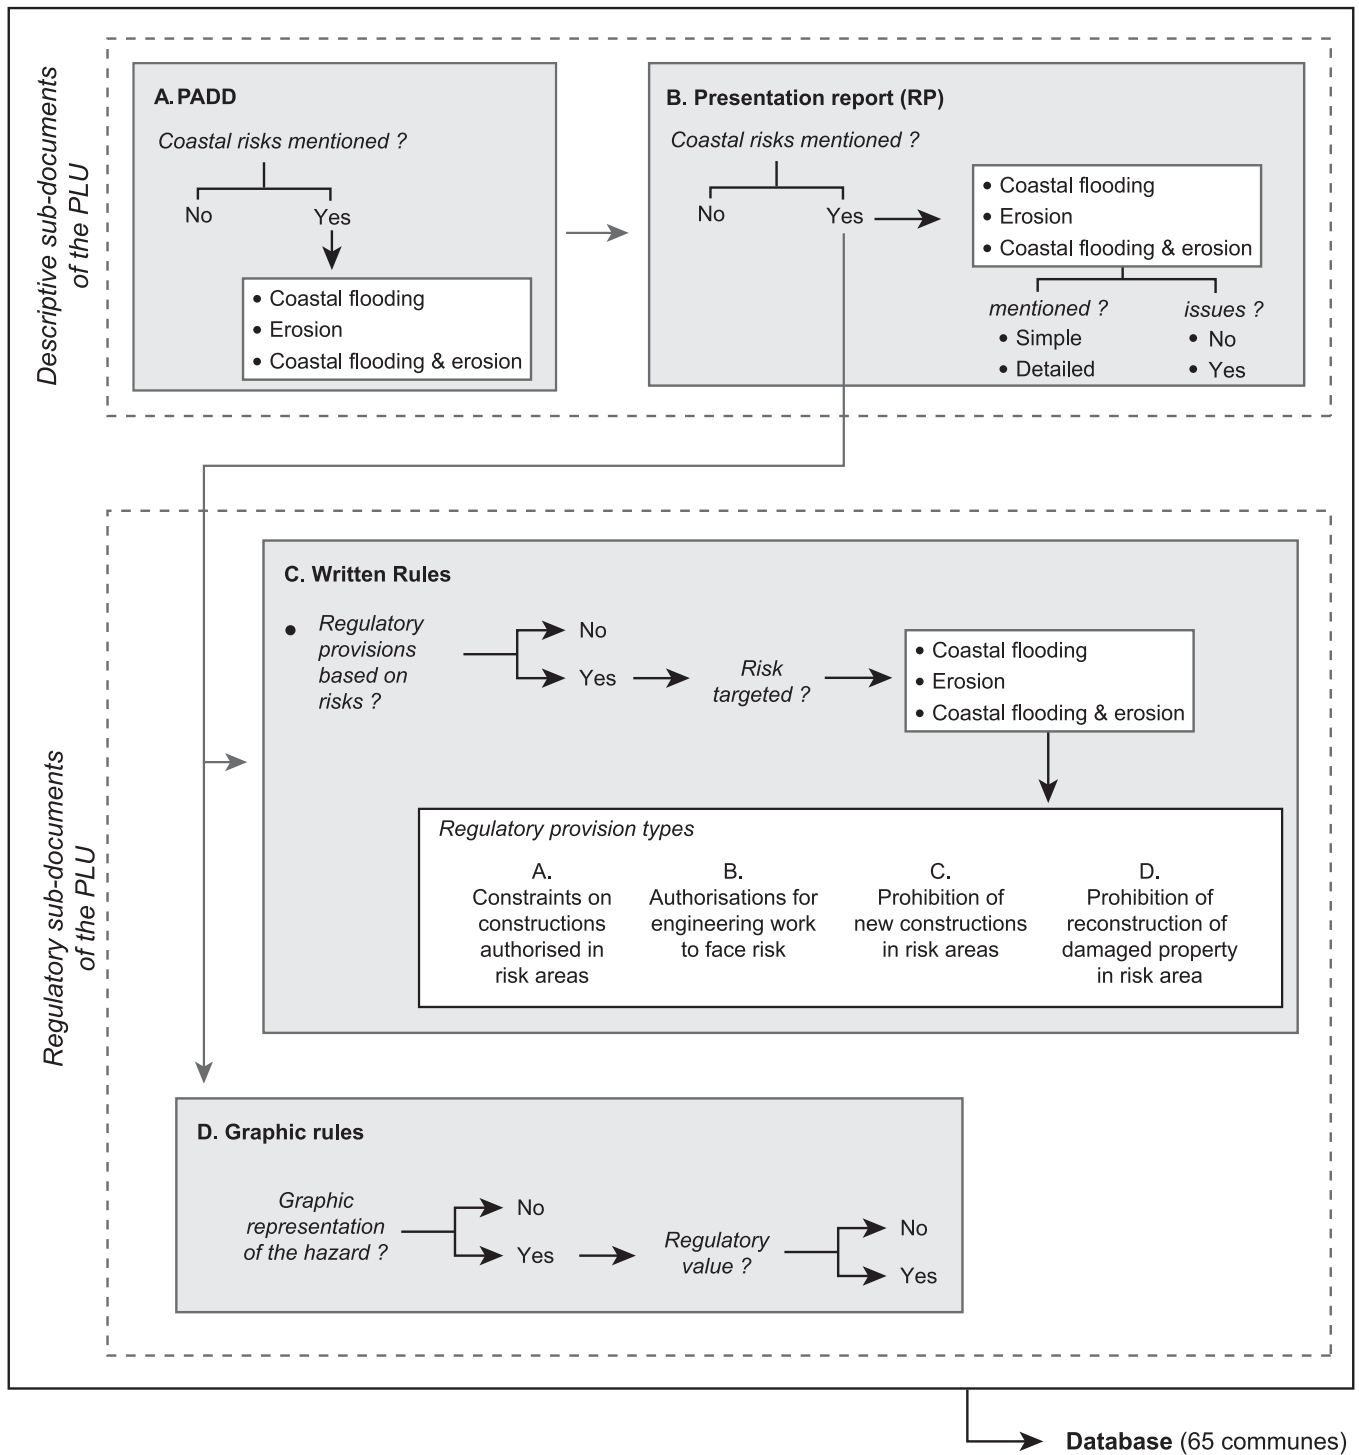 Descriptive sub-documents
of the PLU
A. PADD
Coastal risks mentioned ?
No
Yes
• Coastal flooding
• Erosion
• Coastal flooding & erosion
B. Presentation report (RP)
Coastal risks mentioned ?
No
Yes
• Coastal flooding
• Erosion
• Coastal flooding & erosion
mentioned ?
• Simple
• Detailed
issues ?
• No
• Yes
Regulatory sub-documents
of the PLU
C. Written Rules
• Regulatory
provisions
based on
risks ?
No
Yes
Risk
targeted ?
• Coastal flooding
• Erosion
• Coastal flooding & erosion
Regulatory provision types
A.
Constraints on
constructions
authorised in
risk areas
B.
Authorisations for
engineering work
to face risk
C.
Prohibition of
new constructions
in risk areas
D.
Prohibition of
reconstruction of
damaged property
in risk area
D. Graphic rules
Graphic
representation
of the hazard ?
No
Yes
Regulatory
value ?
No
Yes
Database (65 communes)